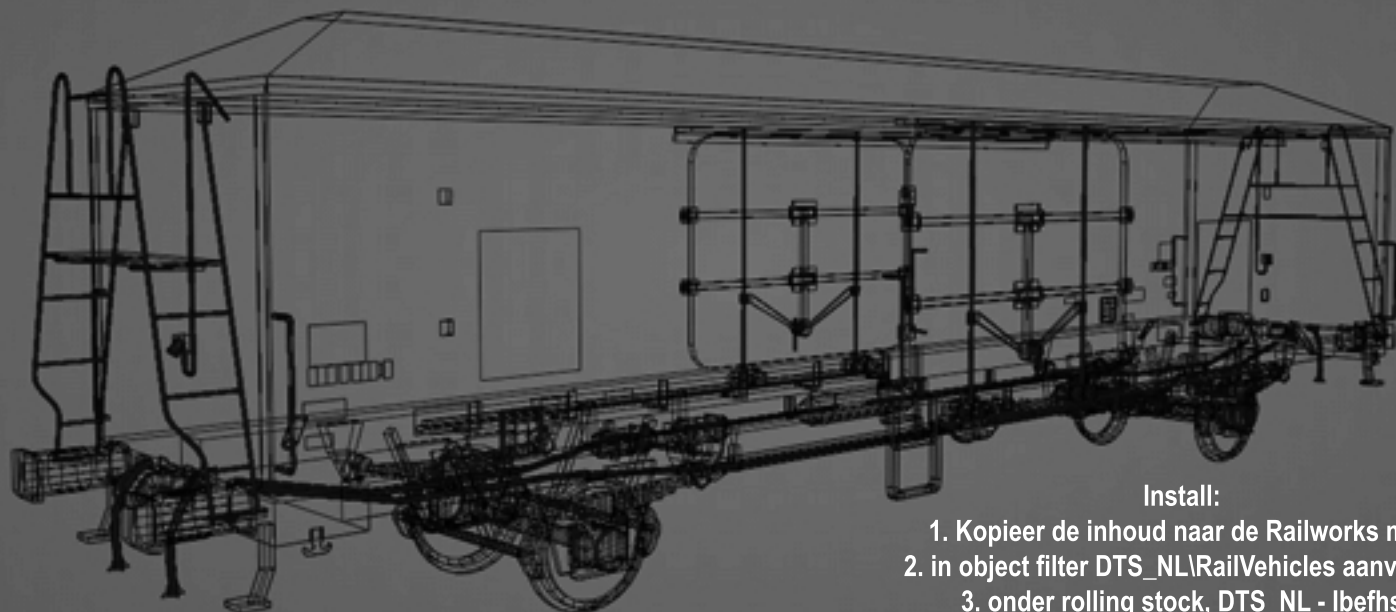 Install:
1. Kopieer de inhoud naar de Railworks
2. in object filter DTS_NL\RailVehicles
3. onder rolling stock, DTS_NL -